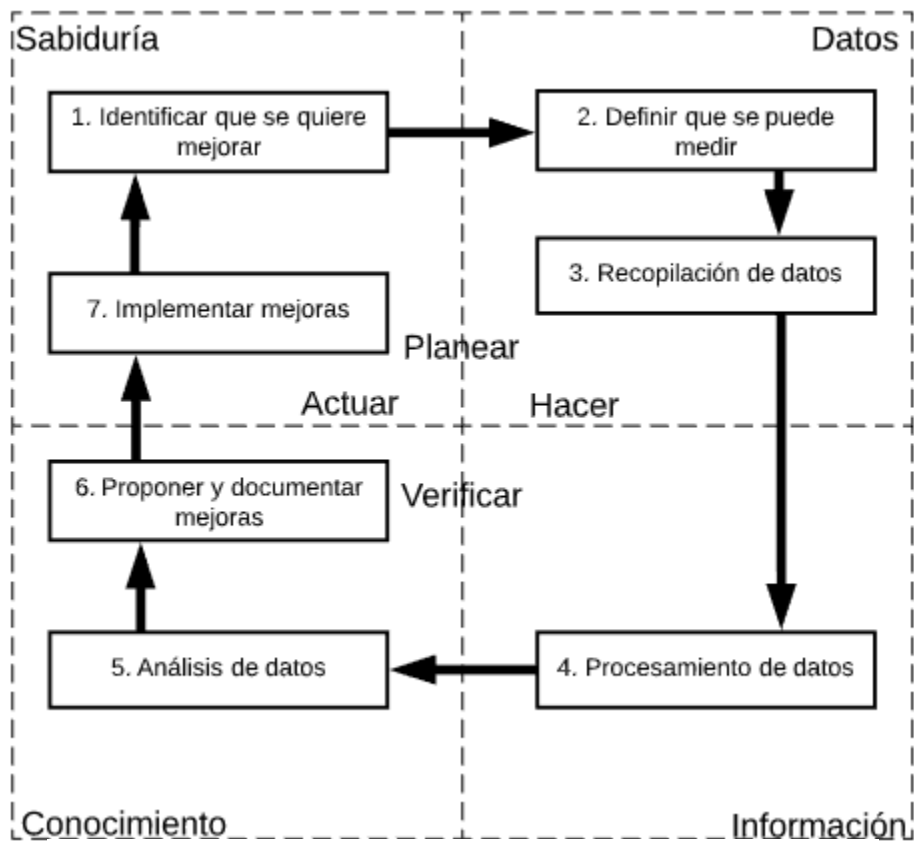 Sabiduría
Datos
1. Identificar que se quiere
mejorar
2. Definir que se puede
medir
3. Recopilación de datos
7. Implementar mejoras
Planear
Actuar
Hacer
6. Proponer y documentar
mejoras
Verificar
5. Análisis de datos
4. Procesamiento de datos
Conocimiento
Información